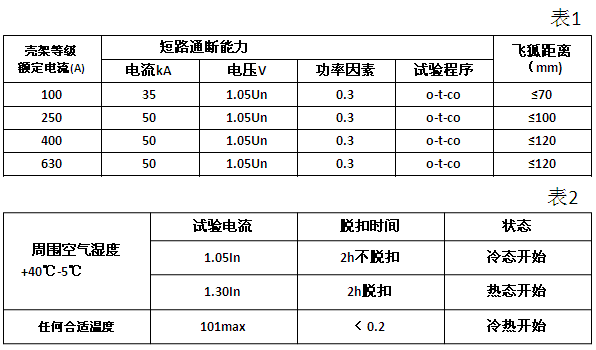 表1
壳架等级 短路通断能力 飞狐距离
额定电流(A) 电流kA 电压V 功率因素 试验程序 (mm)
100 35 1.05Un 0.3 o-t-co ≤70
250 50 1.05Un 0.3 o-t-co ≤100
400 50 1.05Un 0.3 o-t-co ≤120
630 50 1.05Un 0.3 o-t-co ≤120
表2
周围空气湿度 试验电流 脱扣时间 状态
+40℃-5℃ 1.05In 2h不脱扣 冷态开始
1.30In 2h脱扣 热态开始
任何合适温度 101max < 0.2 冷热开始